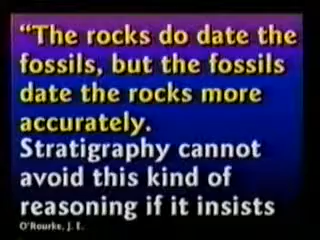 “The rocks do date the
fossils, but the fossils
date the rocks more
accurately.
Stratigraphy cannot
avoid this kind of
reasoning if it insists
O'Rourke, J. E.